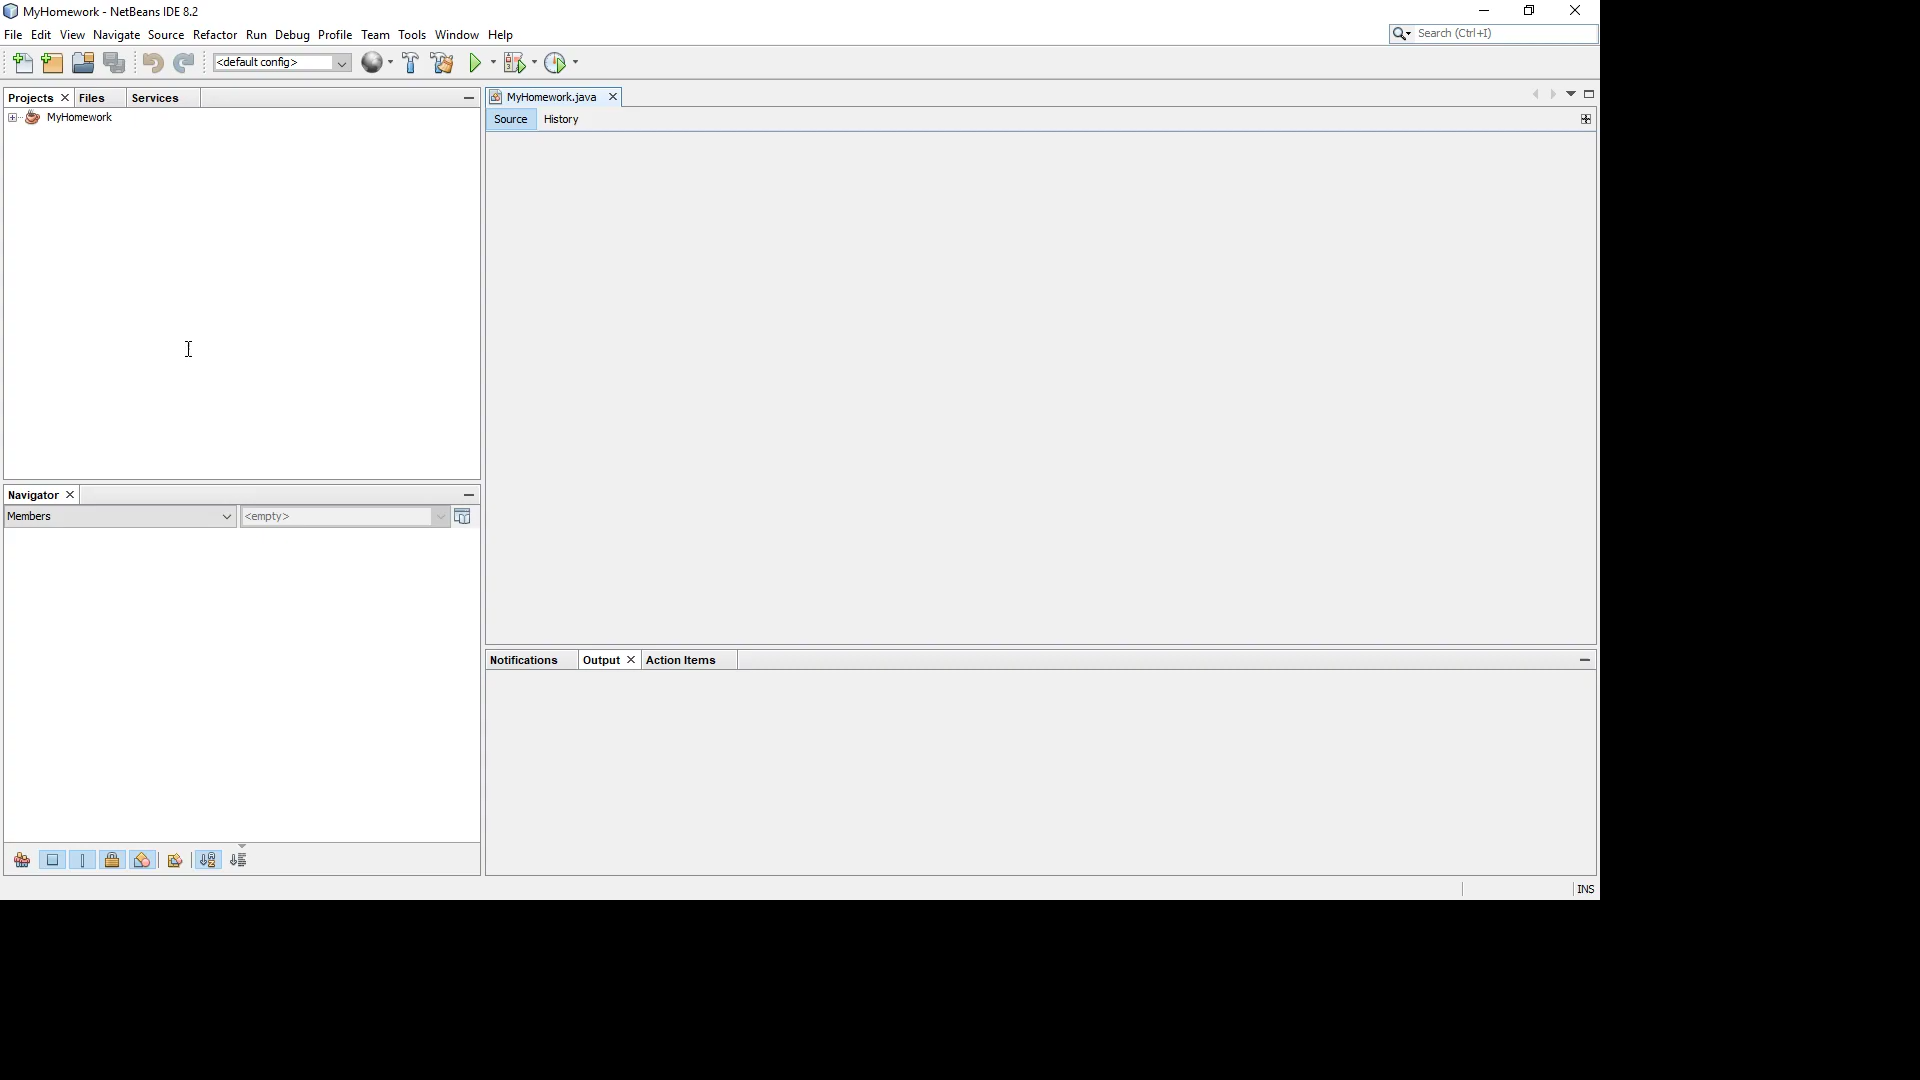 MyHomework - NetBeans IDE 8.2
File Edit View Navigate Source Refactor Run Debug Profile Team Tools Window Help
Search (Ctrl+I)
<default config>
Projects Files Services
MyHomework.java
MyHomework
Source History
Navigator
Members <empty>
Notifications Output Action Items
INS